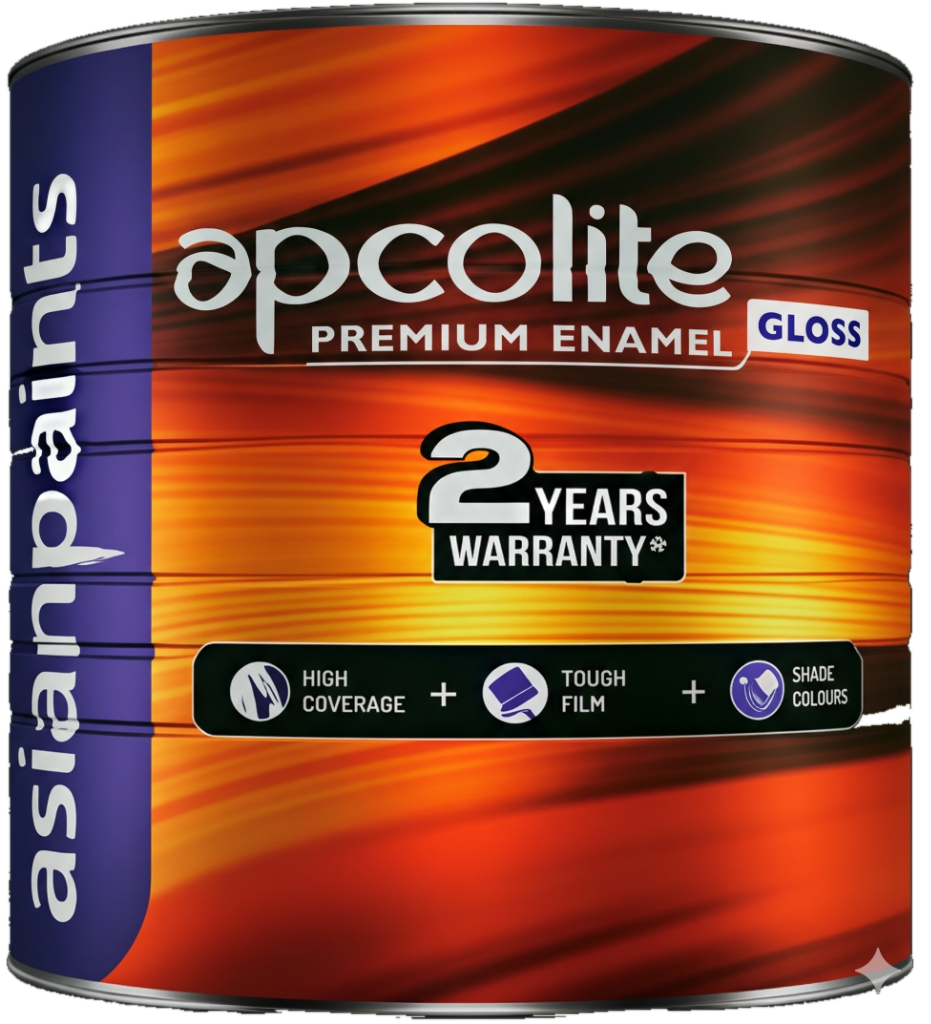 asianpaints
apcolite
PREMIUM ENAMEL
GLOSS
2 YEARS
WARRANTY*
HIGH
COVERAGE
+
TOUGH
FILM
+
SHADE
COLOURS